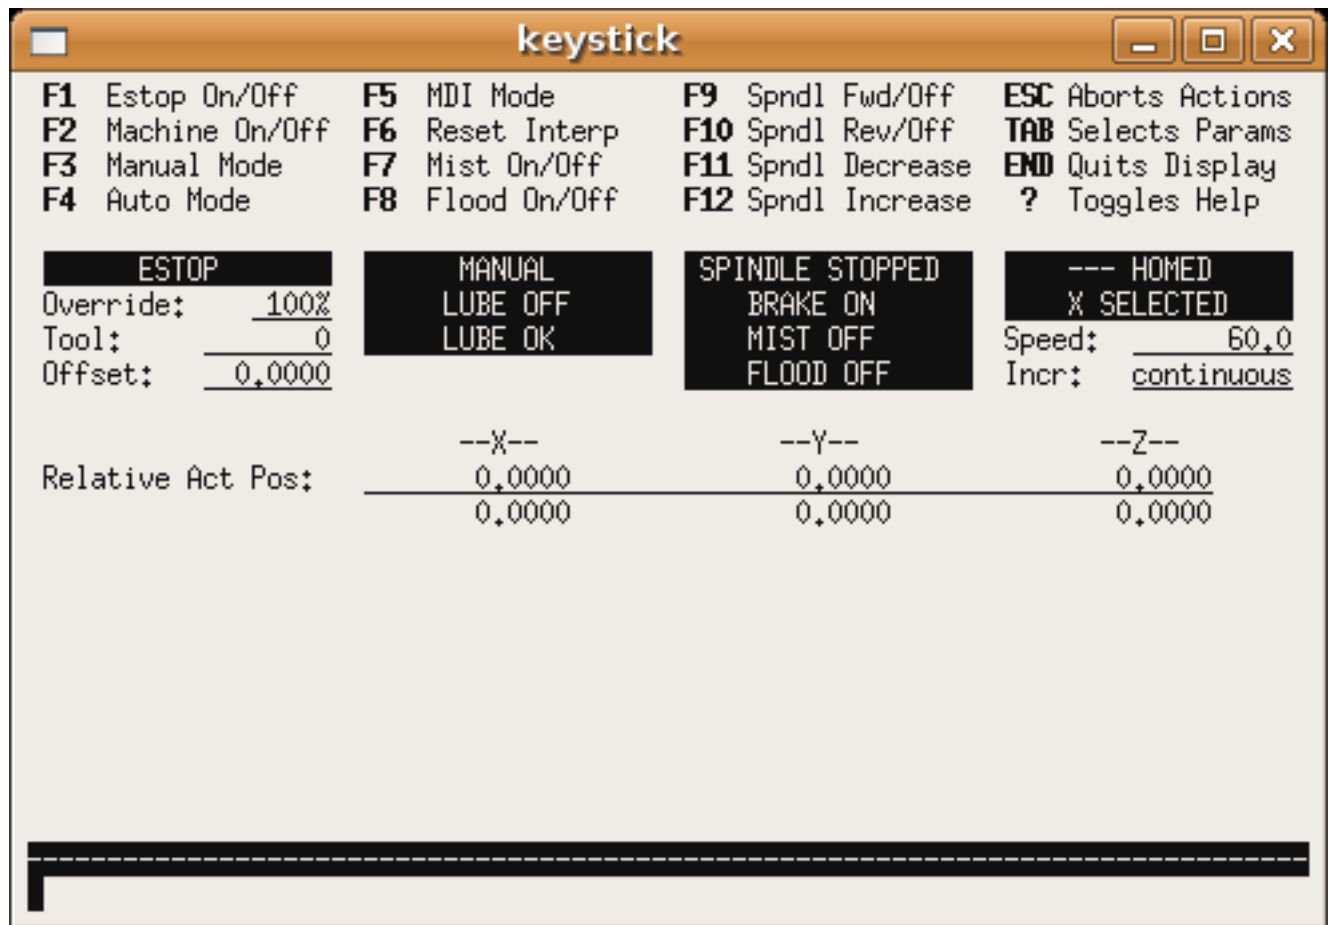 keystick
F1 Estop On/Off F5 MDI Mode F9 Spndl Fwd/Off ESC Aborts Actions
F2 Machine On/Off F6 Reset Interp F10 Spndl Rev/Off TAB Selects Params
F3 Manual Mode F7 Mist On/Off F11 Spndl Decrease END Quits Display
F4 Auto Mode F8 Flood On/Off F12 Spndl Increase ? Toggles Help
ESTOP MANUAL SPINDLE STOPPED --- HOMED
Override: 100% LUBE OFF BRAKE ON X SELECTED
Tool: 0 LUBE OK MIST OFF Speed: 60.0
Offset: 0.0000 FLOOD OFF Incr: continuous
--X-- --Y-- --Z--
Relative Act Pos: 0.0000 0.0000 0.0000
0.0000 0.0000 0.0000
--------------------------------------------------------------------------------